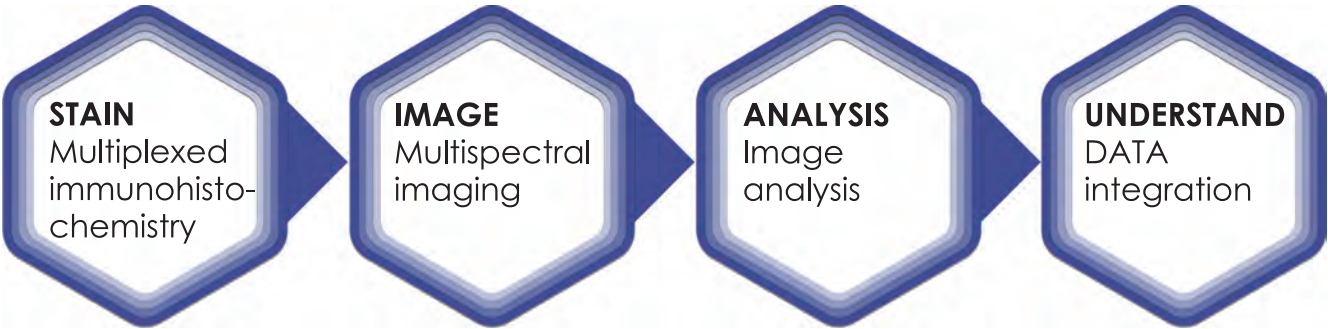 STAIN
Multiplexed
immunohisto-
chemistry
IMAGE
Multispectral
imaging
ANALYSIS
Image
analysis
UNDERSTAND
DATA
integration